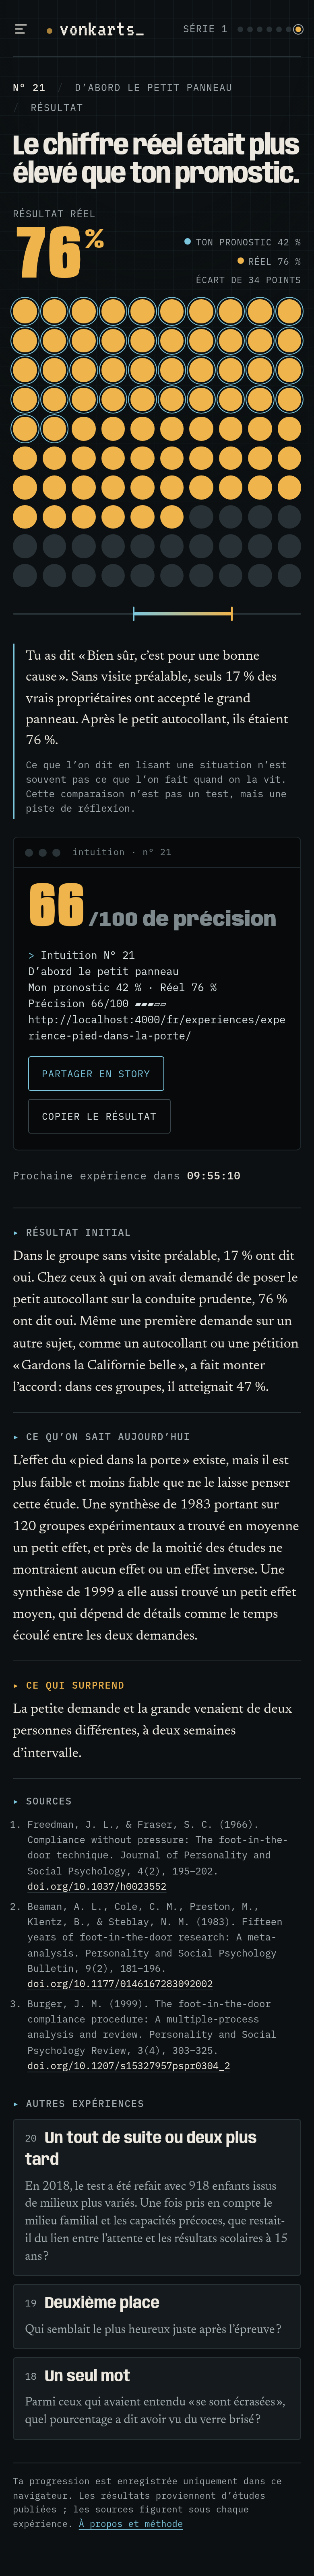 vonkarts_ SÉRIE 1
N° 21 / D’ABORD LE PETIT PANNEAU
/ RÉSULTAT
Le chiffre réel était plus
élevé que ton pronostic.
RÉSULTAT RÉEL
76%
TON PRONOSTIC 42 %
RÉEL 76 %
ÉCART DE 34 POINTS
Tu as dit « Bien sûr, c’est pour une bonne
cause ». Sans visite préalable, seuls 17 % des
vrais propriétaires ont accepté le grand
panneau. Après le petit autocollant, ils étaient
76 %.
Ce que l’on dit en lisant une situation n’est
souvent pas ce que l’on fait quand on la vit.
Cette comparaison n’est pas un test, mais une
piste de réflexion.
intuition · n° 21
66 /100 de précision
> Intuition N° 21
D’abord le petit panneau
Mon pronostic 42 % · Réel 76 %
Précision 66/100 ▰▰▰▱▱
http://localhost:4000/fr/experiences/expe
rience-pied-dans-la-porte/
PARTAGER EN STORY
COPIER LE RÉSULTAT
Prochaine expérience dans 09:55:10
▸ RÉSULTAT INITIAL
Dans le groupe sans visite préalable, 17 % ont dit
oui. Chez ceux à qui on avait demandé de poser le
petit autocollant sur la conduite prudente, 76 %
ont dit oui. Même une première demande sur un
autre sujet, comme un autocollant ou une pétition
« Gardons la Californie belle », a fait monter
l’accord : dans ces groupes, il atteignait 47 %.
▸ CE QU’ON SAIT AUJOURD’HUI
L’effet du « pied dans la porte » existe, mais il est
plus faible et moins fiable que ne le laisse penser
cette étude. Une synthèse de 1983 portant sur
120 groupes expérimentaux a trouvé en moyenne
un petit effet, et près de la moitié des études ne
montraient aucun effet ou un effet inverse. Une
synthèse de 1999 a elle aussi trouvé un petit effet
moyen, qui dépend de détails comme le temps
écoulé entre les deux demandes.
▸ CE QUI SURPREND
La petite demande et la grande venaient de deux
personnes différentes, à deux semaines
d’intervalle.
▸ SOURCES
1. Freedman, J. L., & Fraser, S. C. (1966).
Compliance without pressure: The foot-in-the-
door technique. Journal of Personality and
Social Psychology, 4(2), 195–202.
doi.org/10.1037/h0023552
2. Beaman, A. L., Cole, C. M., Preston, M.,
Klentz, B., & Steblay, N. M. (1983). Fifteen
years of foot-in-the-door research: A meta-
analysis. Personality and Social Psychology
Bulletin, 9(2), 181–196.
doi.org/10.1177/0146167283092002
3. Burger, J. M. (1999). The foot-in-the-door
compliance procedure: A multiple-process
analysis and review. Personality and Social
Psychology Review, 3(4), 303–325.
doi.org/10.1207/s15327957pspr0304_2
▸ AUTRES EXPÉRIENCES
20 Un tout de suite ou deux plus
tard
En 2018, le test a été refait avec 918 enfants issus
de milieux plus variés. Une fois pris en compte le
milieu familial et les capacités précoces, que restait-
il du lien entre l’attente et les résultats scolaires à 15
ans ?
19 Deuxième place
Qui semblait le plus heureux juste après l’épreuve ?
18 Un seul mot
Parmi ceux qui avaient entendu « se sont écrasées »,
quel pourcentage a dit avoir vu du verre brisé ?
Ta progression est enregistrée uniquement dans ce
navigateur. Les résultats proviennent d’études
publiées ; les sources figurent sous chaque
expérience. À propos et méthode